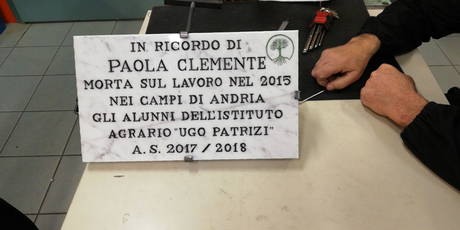 IN RICORDO DI
PAOLA CLEMENTE
MORTA SUL LAVORO NEL 2015
NEI CAMPI DI ANDRIA
GLI ALUNNI DELL'ISTITUTO
AGRARIO "UGO PATRIZI"
A. S. 2017 / 2018